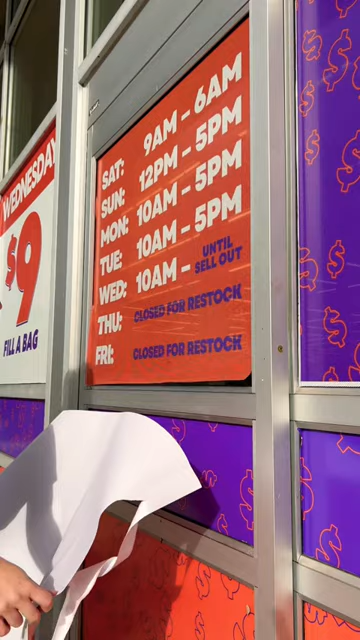 WEDNESDAY
$9
FILL A BAG
SAT: 9AM - 6AM
SUN: 12PM - 5PM
MON: 10AM - 5PM
TUE: 10AM - 5PM
WED: 10AM - UNTIL SELL OUT
THU: CLOSED FOR RESTOCK
FRI: CLOSED FOR RESTOCK